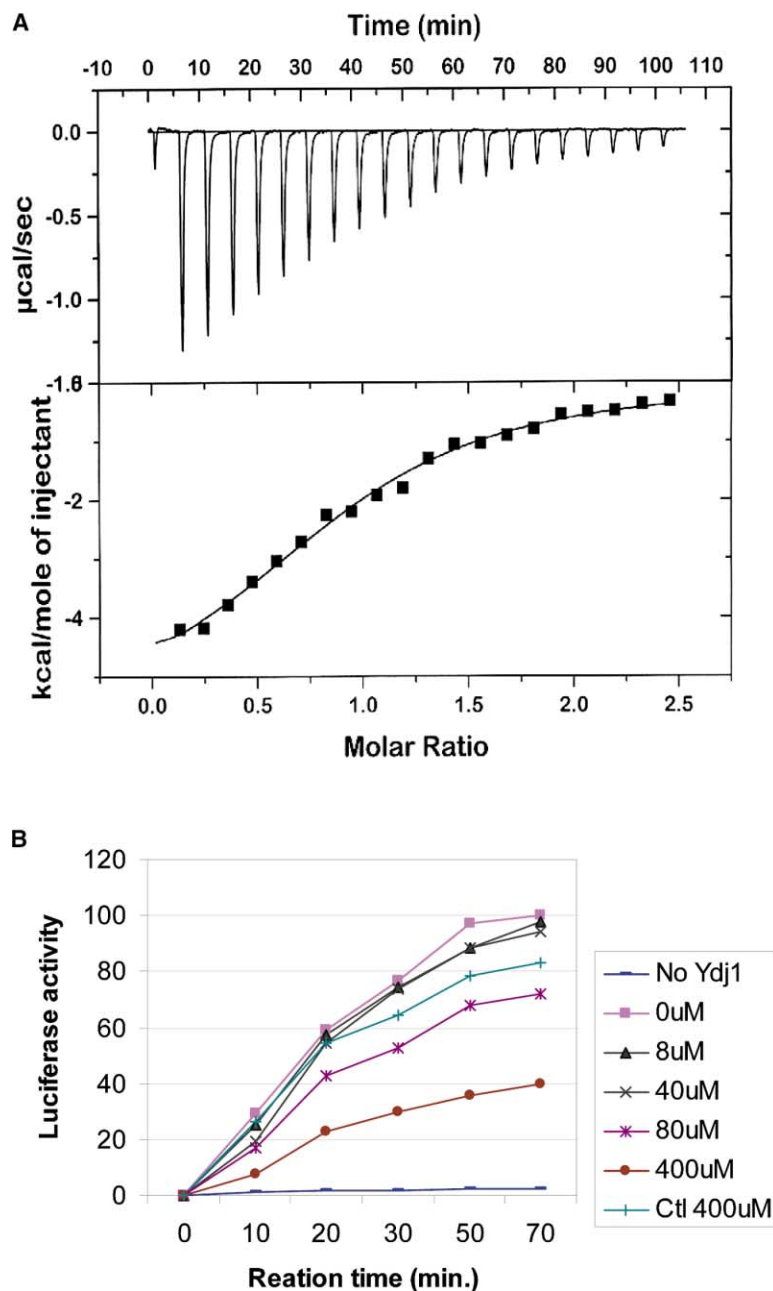 A
Time (min)
-10 0 10 20 30 40 50 60 70 80 90 100 110
0.0
-0.5
-1.0
µcal/sec
-2
-4
kcal/mole of injectant
0.0 0.5 1.0 1.5 2.0 2.5
Molar Ratio
B
120
100
80
60
40
20
0
Luciferase activity
0 10 20 30 50 70
Reation time (min.)
No Ydj1
0uM
8uM
40uM
80uM
400uM
Ctl 400uM